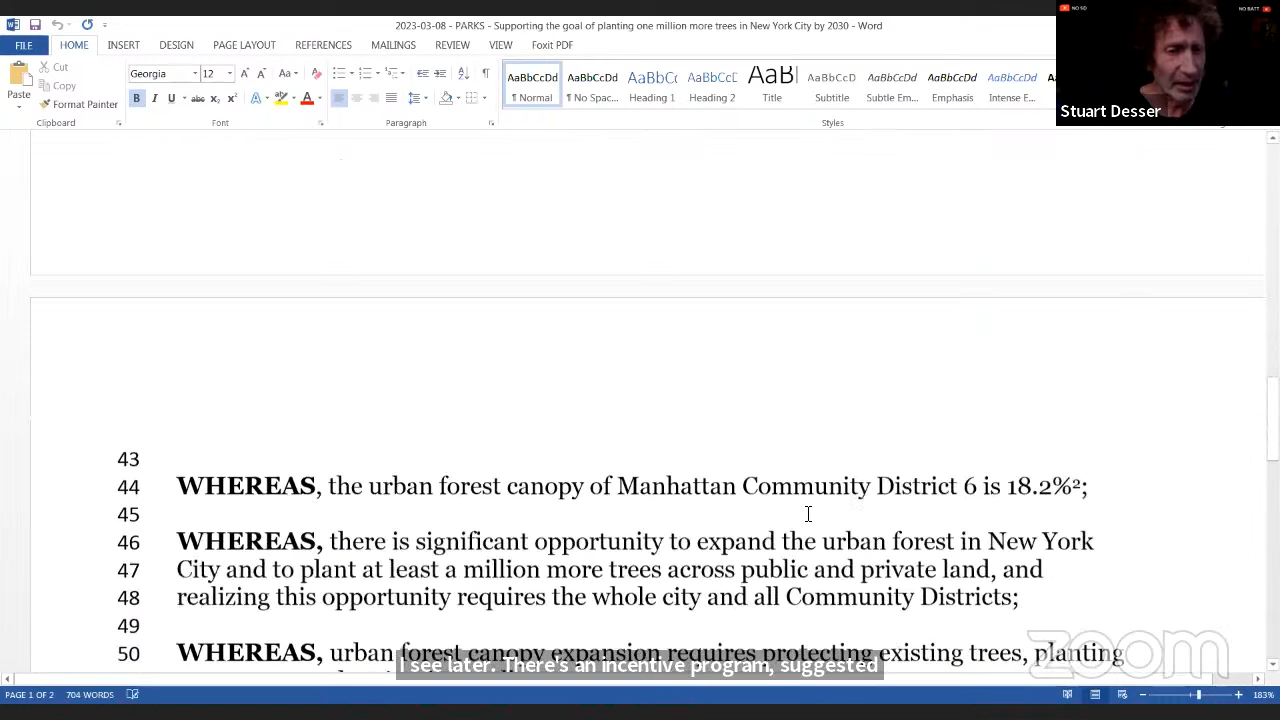 NO SD
NO BATT
Stuart Desser
2023-03-08 - PARKS - Supporting the goal of planting one million more trees in New York City by 2030 - Word
FILE HOME INSERT DESIGN PAGE LAYOUT REFERENCES MAILINGS REVIEW VIEW Foxit PDF
Paste
Cut
Copy
Format Painter
Clipboard
Georgia 12
Font
Paragraph
AaBbCcDd AaBbCcDd AaBbCc AaBbCcE AaB AaBbCcDd AaBbCcDd AaBbCcDd AaBbCcDd
¶ Normal ¶ No Spac... Heading 1 Heading 2 Title Subtitle Subtle Em... Emphasis Intense E...
Styles
43
44 WHEREAS, the urban forest canopy of Manhattan Community District 6 is 18.2%²;
45
46 WHEREAS, there is significant opportunity to expand the urban forest in New York
47 City and to plant at least a million more trees across public and private land, and
48 realizing this opportunity requires the whole city and all Community Districts;
49
50 WHEREAS, urban forest canopy expansion requires protecting existing trees, planting
I see later. There's an incentive program, suggested
zoom
PAGE 1 OF 2 704 WORDS
183%